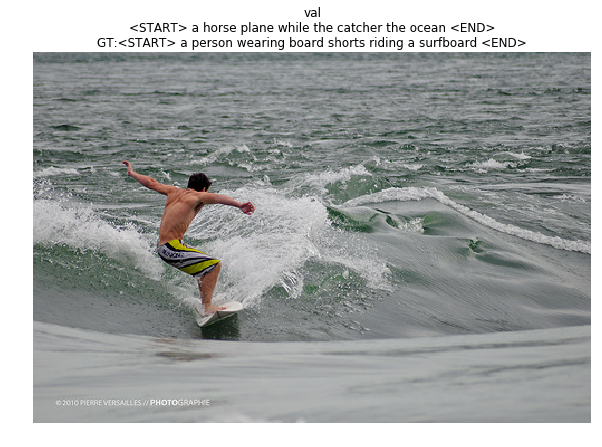 val
<START> a horse plane while the catcher the ocean <END>
GT:<START> a person wearing board shorts riding a surfboard <END>
© 2010 PIERRE VERSAILLES // PHOTOGRAPHIE